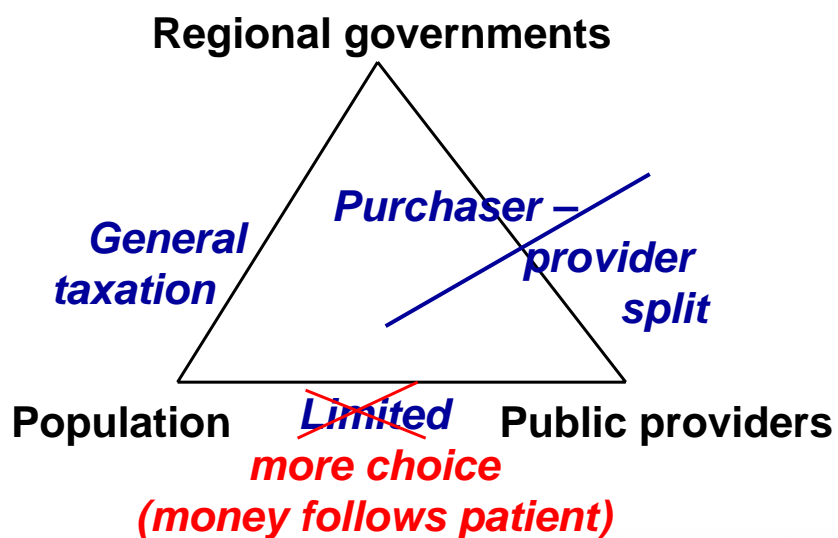 Regional governments
Purchaser –
General
provider
taxation
split
Population
Limited
Public providers
more choice
(money follows patient)